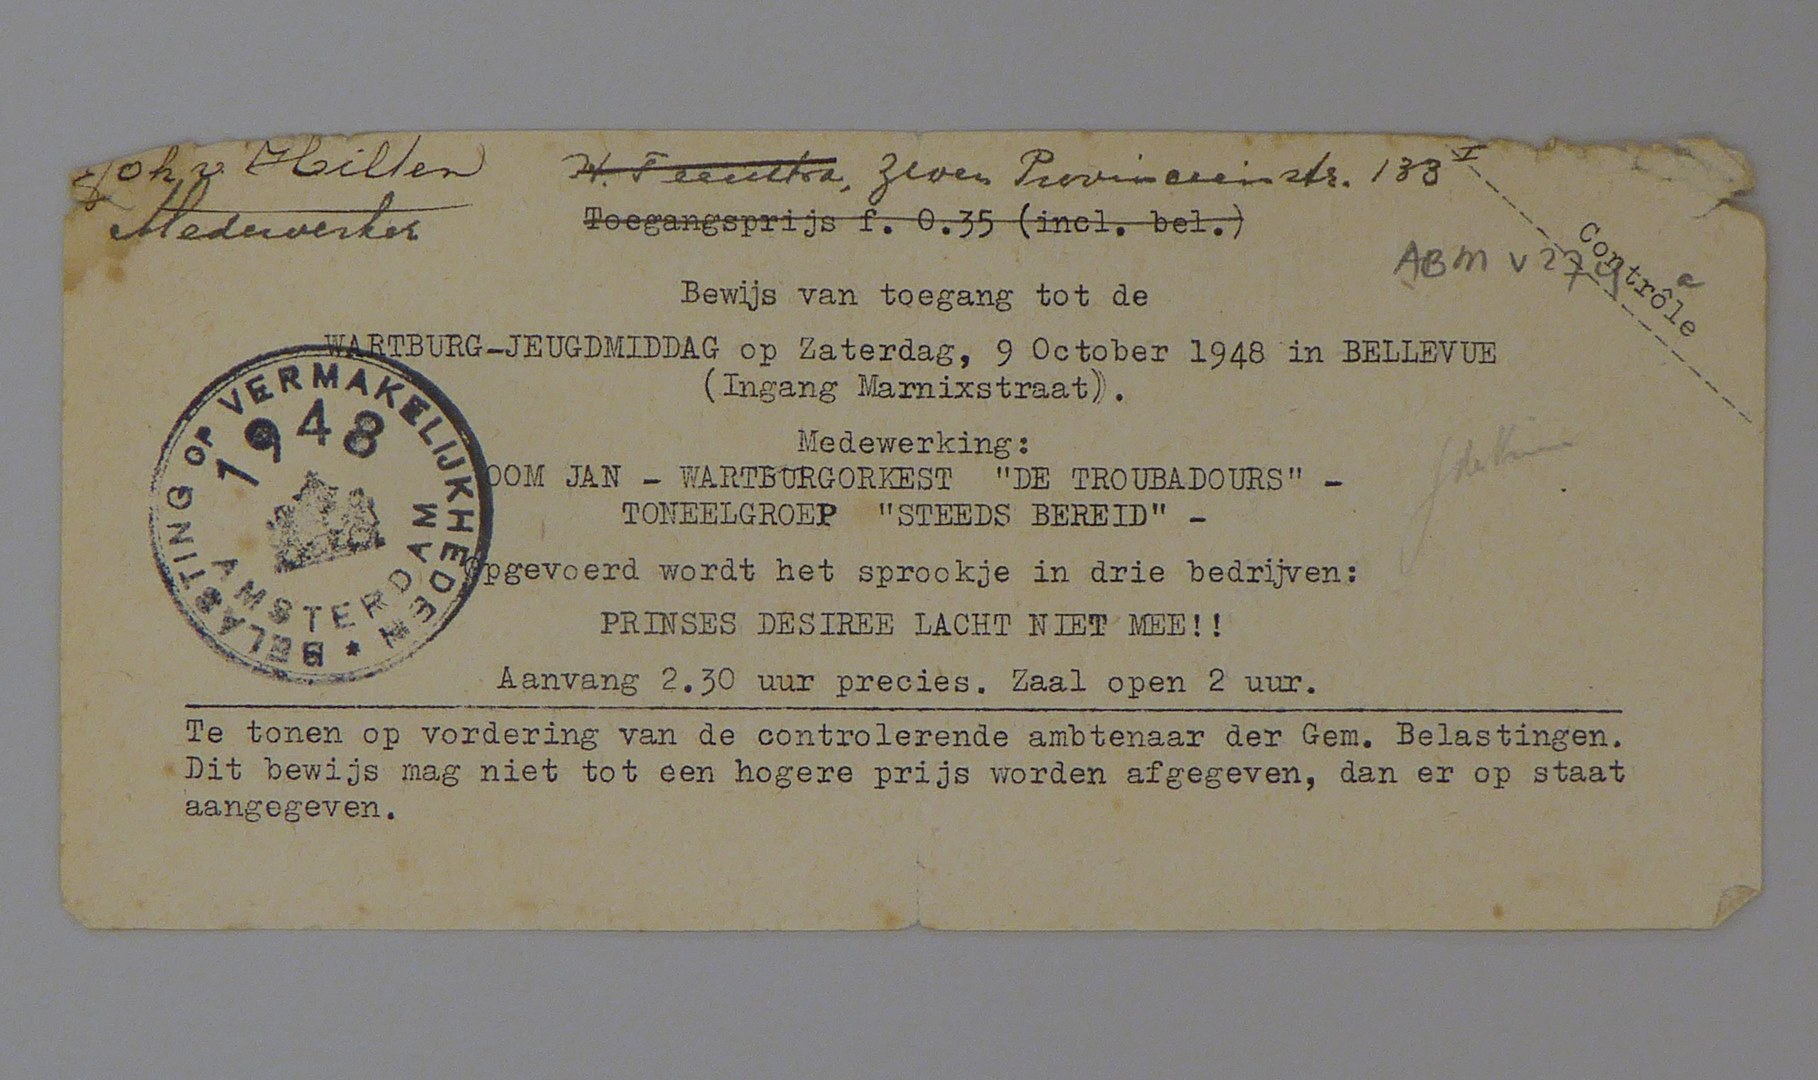 Joh. v. Hilten
Medewerker
H. Feenstra, Zeven Provincieinstr. 133 I
Toegangsprijs f. 0.35 (incl. bel.)
Contrôle
ABM v 279 a
Bewijs van toegang tot de
WARTBURG-JEUGDMIDDAG op Zaterdag, 9 October 1948 in BELLEVUE
(Ingang Marnixstraat).
Medewerking:
OOM JAN - WARTBURGORKEST "DE TROUBADOURS" -
TONEELGROEP "STEEDS BEREID" -
Opgevoerd wordt het sprookje in drie bedrijven:
PRINSES DESIREE LACHT NIET MEE!!
Aanvang 2.30 uur precies. Zaal open 2 uur.
Te tonen op vordering van de controlerende ambtenaar der Gem. Belastingen.
Dit bewijs mag niet tot een hogere prijs worden afgegeven, dan er op staat
aangegeven.
BELASTING OP VERMAKELIJKHEDEN *
1948
AMSTERDAM